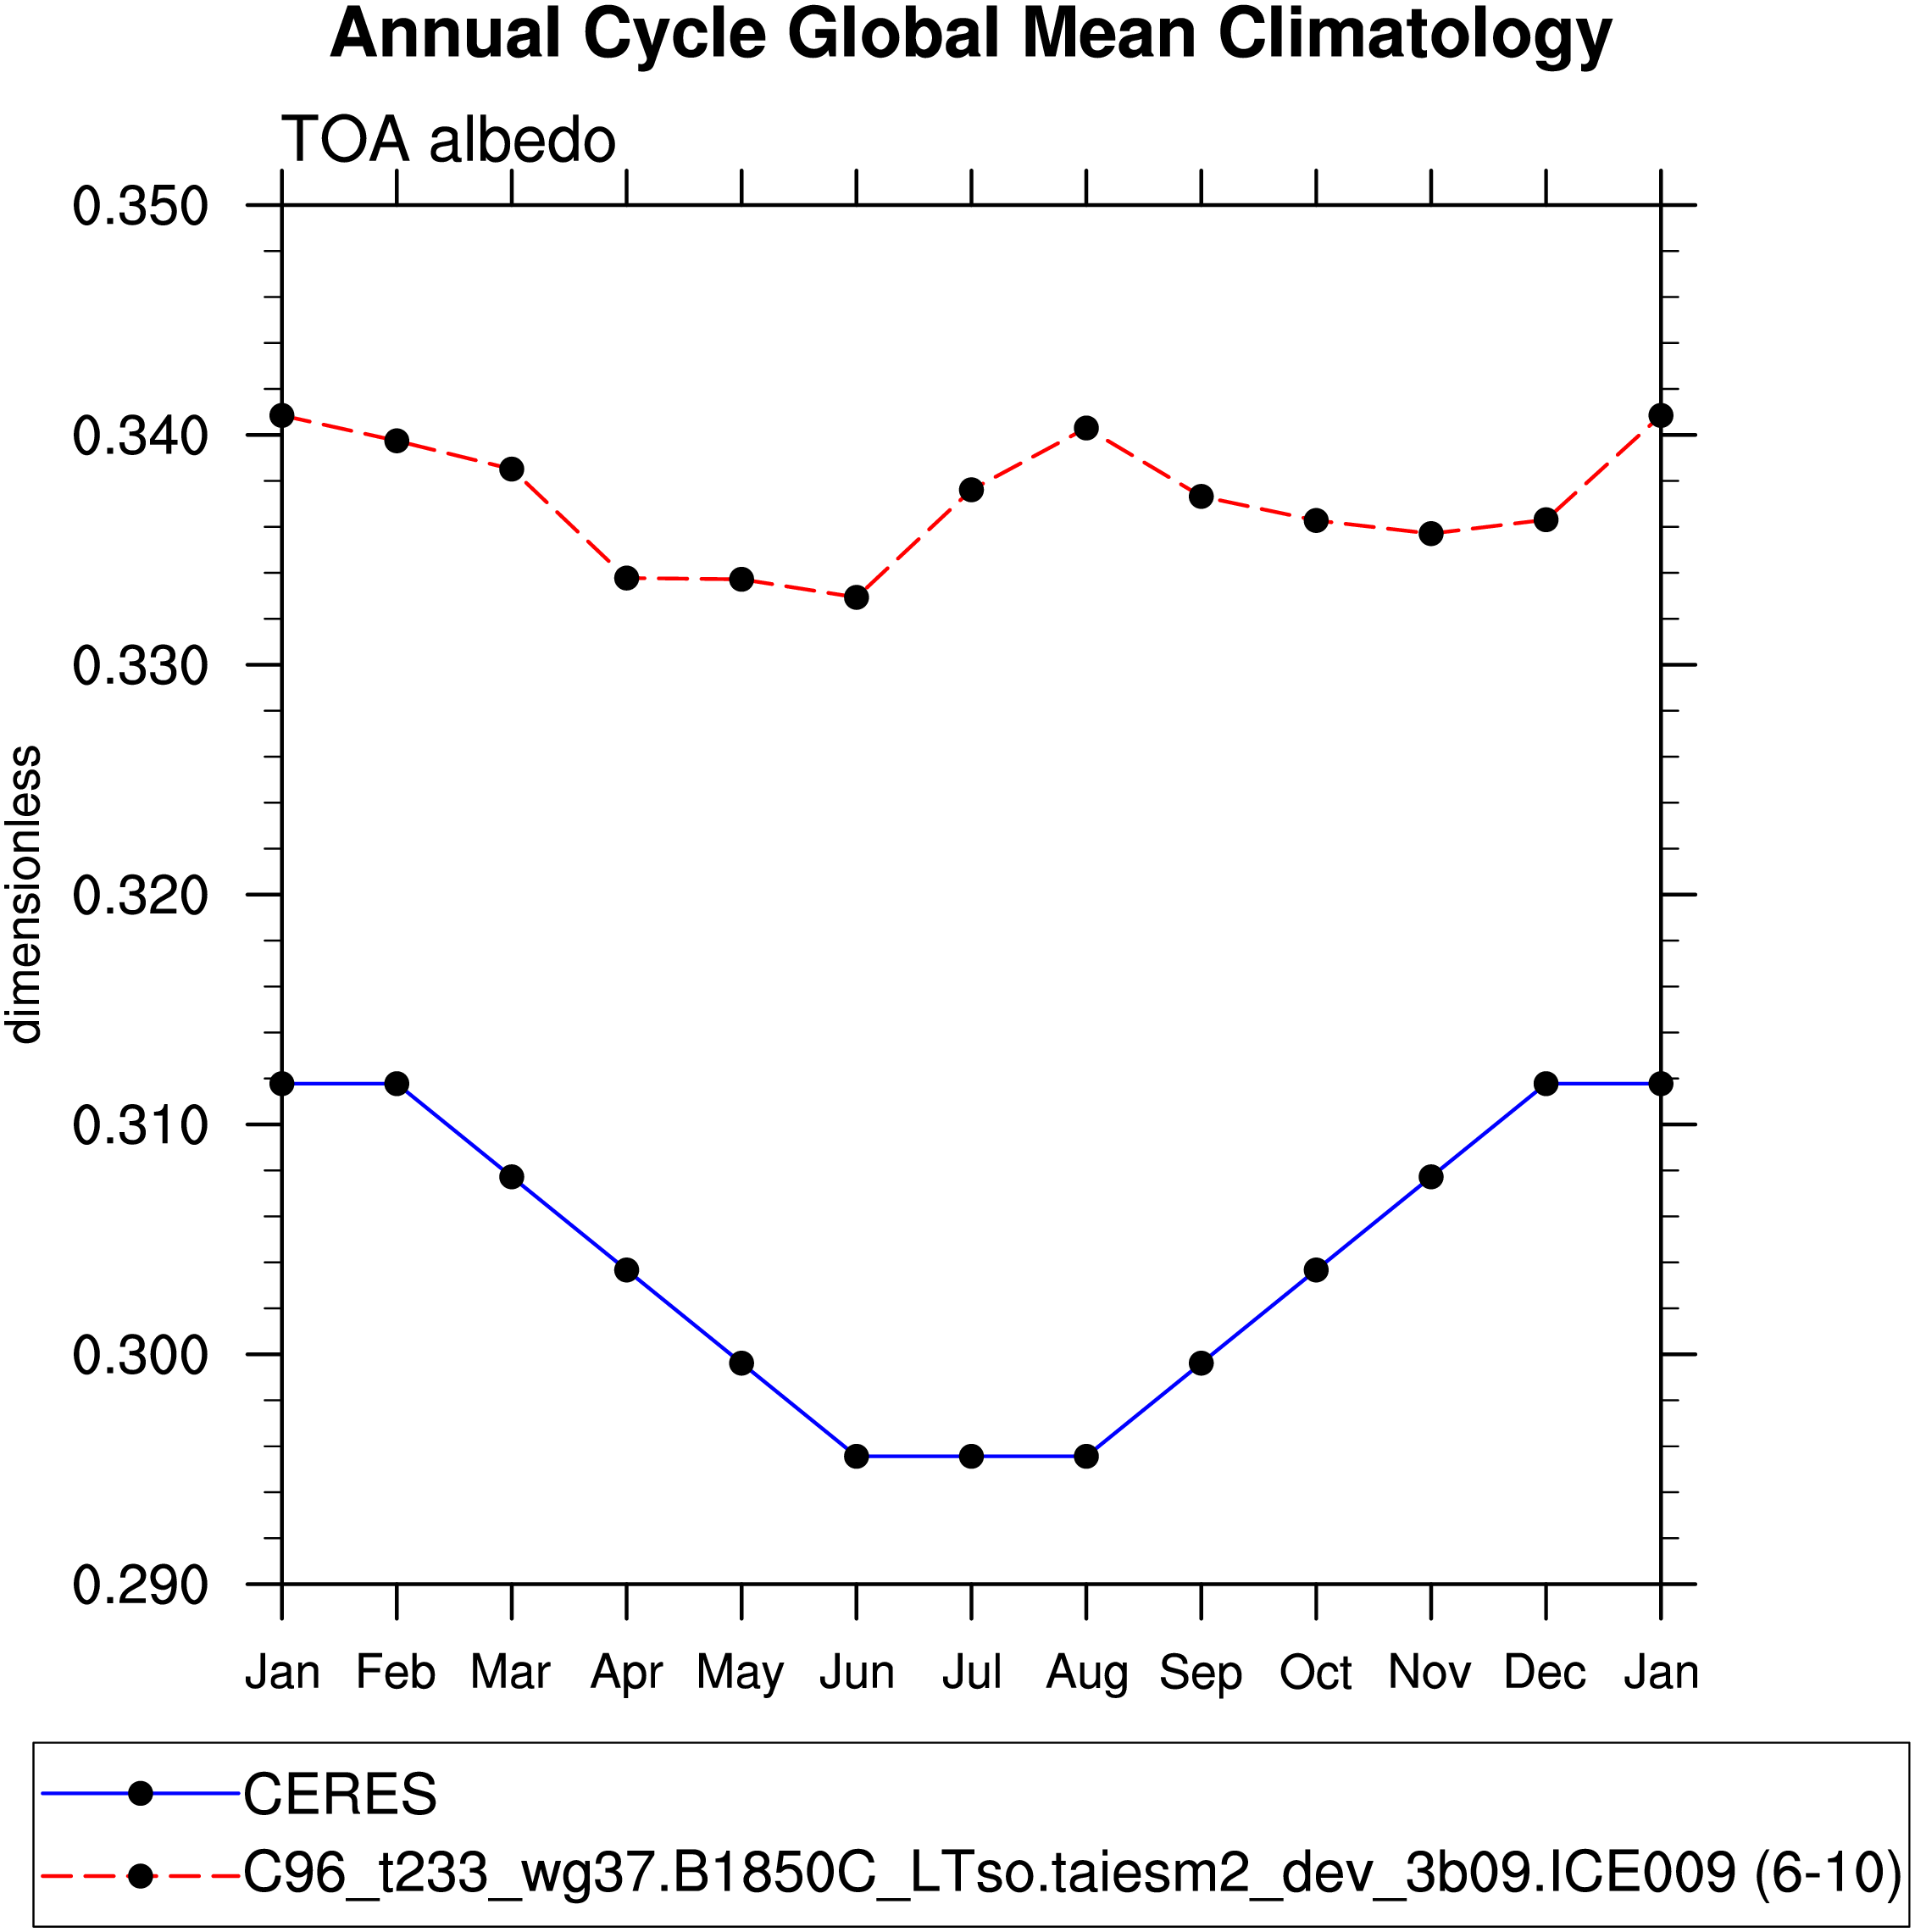 Annual Cycle Global Mean Climatology
TOA albedo
0.350
0.340
0.330
0.320
0.310
0.300
0.290
dimensionless
Jan Feb Mar Apr May Jun Jul Aug Sep Oct Nov Dec Jan
CERES
C96_t233_wg37.B1850C_LTso.taiesm2_dev_3b09.ICE009 (6-10)